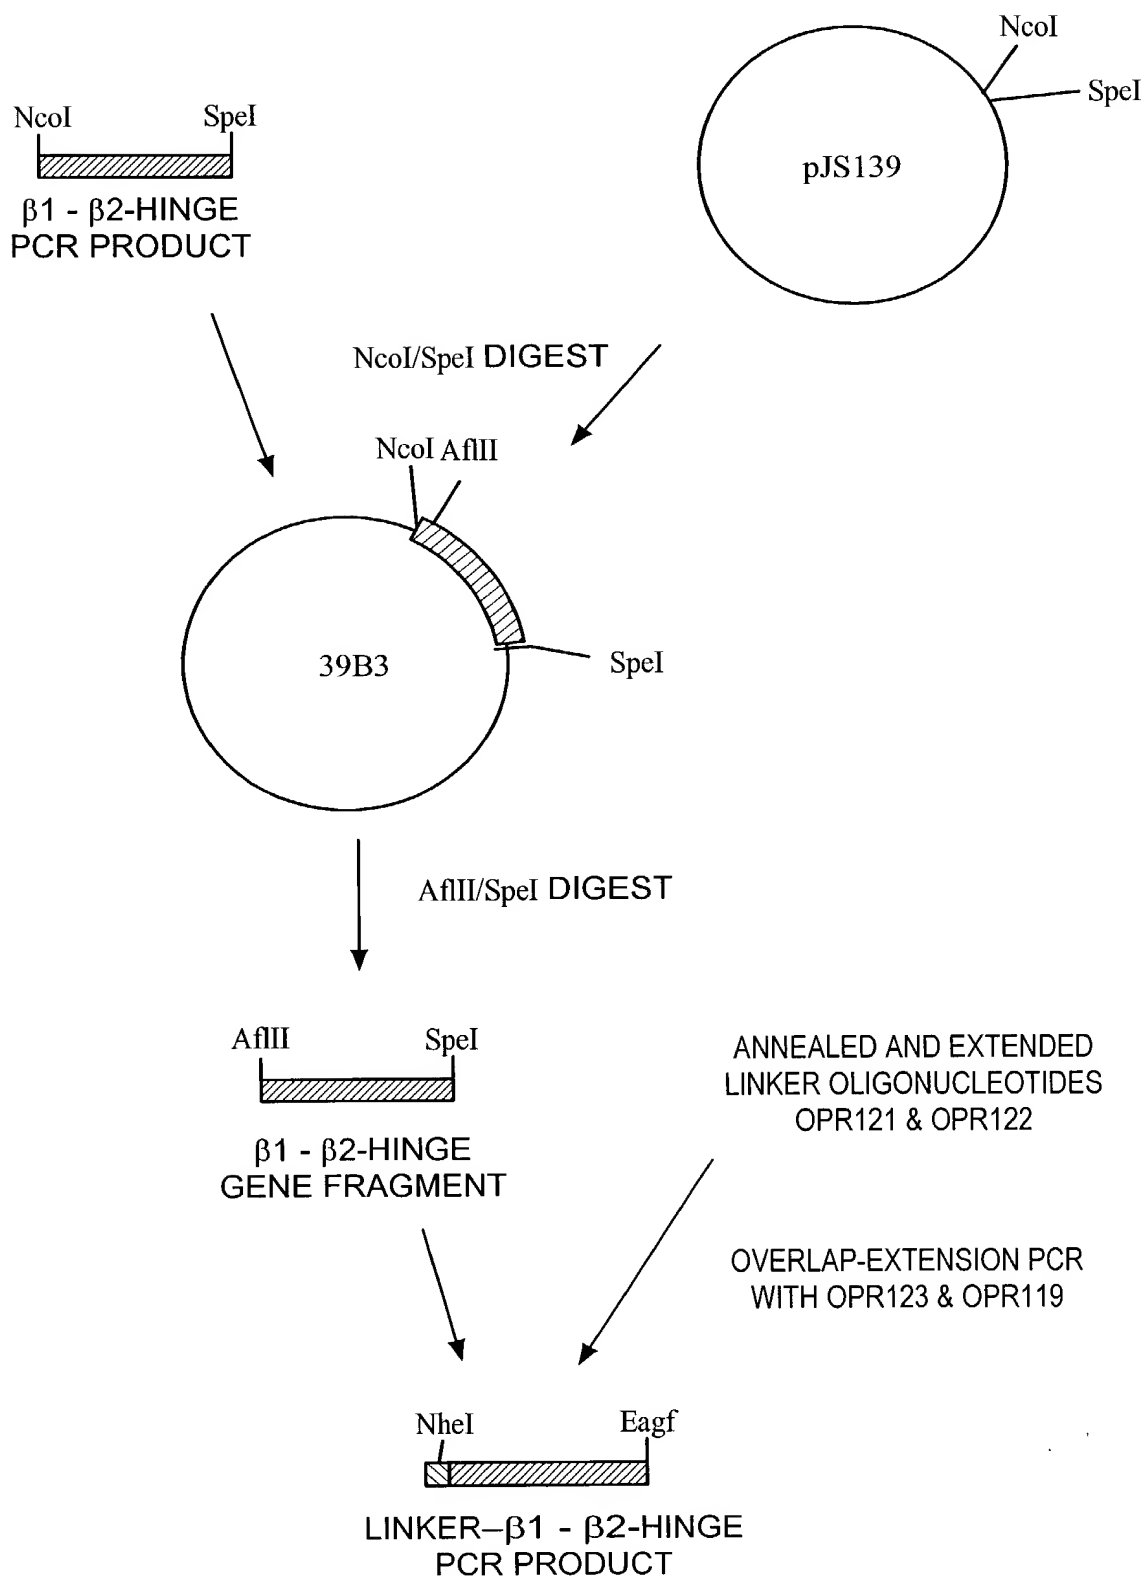 NcoI
SpeI
pJS139
NcoI SpeI
β1 - β2-HINGE
PCR PRODUCT
NcoI/SpeI DIGEST
NcoI AflII
39B3
SpeI
AflII/SpeI DIGEST
AflII SpeI
β1 - β2-HINGE
GENE FRAGMENT
ANNEALED AND EXTENDED
LINKER OLIGONUCLEOTIDES
OPR121 & OPR122
OVERLAP-EXTENSION PCR
WITH OPR123 & OPR119
NheI Eagf
LINKER–β1 - β2-HINGE
PCR PRODUCT